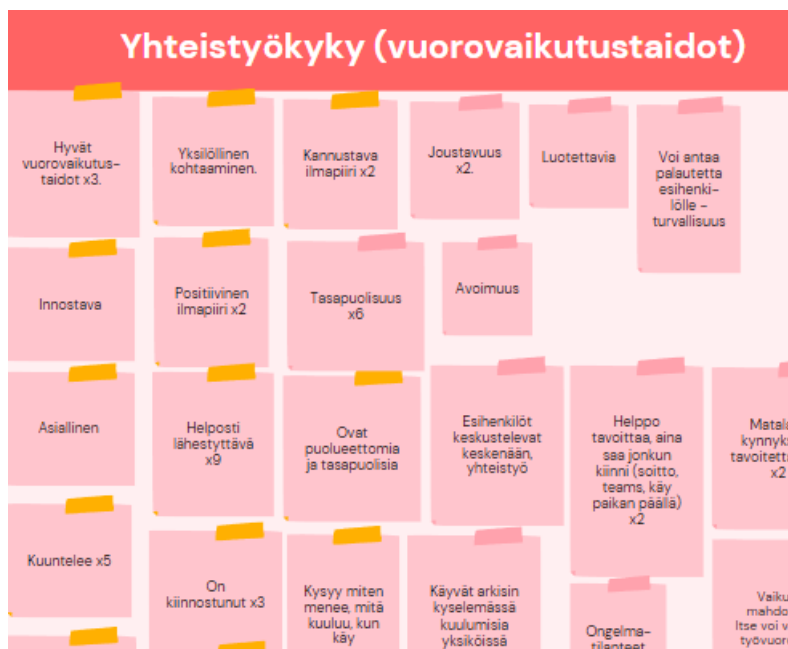 Yhteistyökyky (vuorovaikutustaidot)
Hyvät
vuorovaikutus-
taidot x3.
Yksilöllinen
kohtaaminen.
Kannustava
ilmapiiri x2
Joustavuus
x2.
Luotettavia
Voi antaa
palautetta
esihenki-
lölle -
turvallisuus
Innostava
Positiivinen
ilmapiiri x2
Tasapuolisuus
x6
Avoimuus
Asiallinen
Helposti
lähestyttävä
x9
Ovat
puolueettomia
ja tasapuolisia
Esihenkilöt
keskustelevat
keskenään,
yhteistyö
Helppo
tavoittaa, aina
saa jonkun
kiinni (soitto,
teams, käy
paikan päällä)
x2
x2
Kuuntelee x5
On
kiinnostunut x3
Kysyy miten
menee, mitä
kuuluu, kun
käy
Käyvät arkisin
kyselemässä
kuulumisia
yksiköissä
Ongelma-
tilanteet
Itse voi